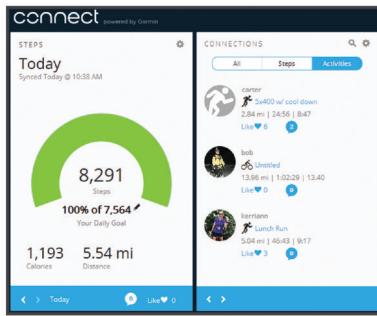 connect powered by Garmin
STEPS
Today
Synced Today @ 10:38 AM
8,291
Steps
100% of 7,564
Your Daily Goal
1,193
Calories
5.54 mi
Distance
Today
0
Like 0
CONNECTIONS
All
Steps
Activities
carter
5x400 w/ cool down
2.84 mi | 24:56 | 8:47
Like 6
2
bob
Untitled
13.96 mi | 1:02:29 | 13.40
Like 0
0
kerriann
Lunch Run
5.04 mi | 46:43 | 9:17
Like 3
0